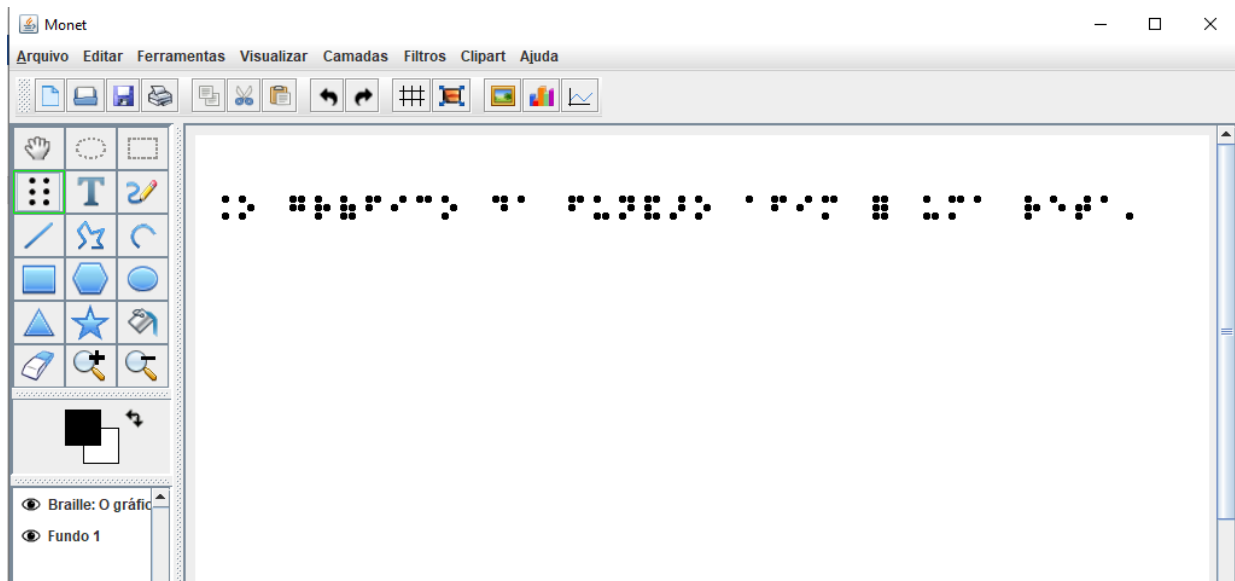 Monet
Arquivo Editar Ferramentas Visualizar Camadas Filtros Clipart Ajuda
⠨⠕ ⠛⠗⠷⠋⠊⠉⠕ ⠙⠁ ⠋⠥⠝⠯⠜⠕ ⠁⠋⠊⠍ ⠿ ⠥⠍⠁ ⠗⠑⠞⠁⠄
Braille: O gráfic
Fundo 1